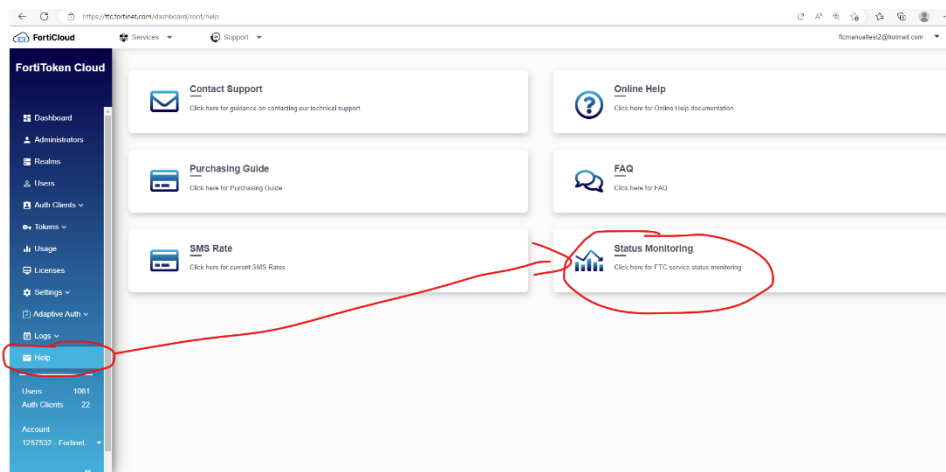 https://ftc.fortinet.com/dashboard/root/help
FortiCloud
Services
Support
ftcmanualtest2@hotmail.com
FortiToken Cloud
Dashboard
Administrators
Realms
Users
Auth Clients
Tokens
Usage
Licenses
Settings
Adaptive Auth
Logs
Help
Users 1061
Auth Clients 22
Account
1257532 - Fortinet...
Contact Support
Click here for guidance on contacting our technical support
Online Help
Click here for Online Help documentation
Purchasing Guide
Click here for Purchasing Guide
FAQ
Click here for FAQ
SMS Rate
Click here for current SMS Rates
Status Monitoring
Click here for FTC service status monitoring